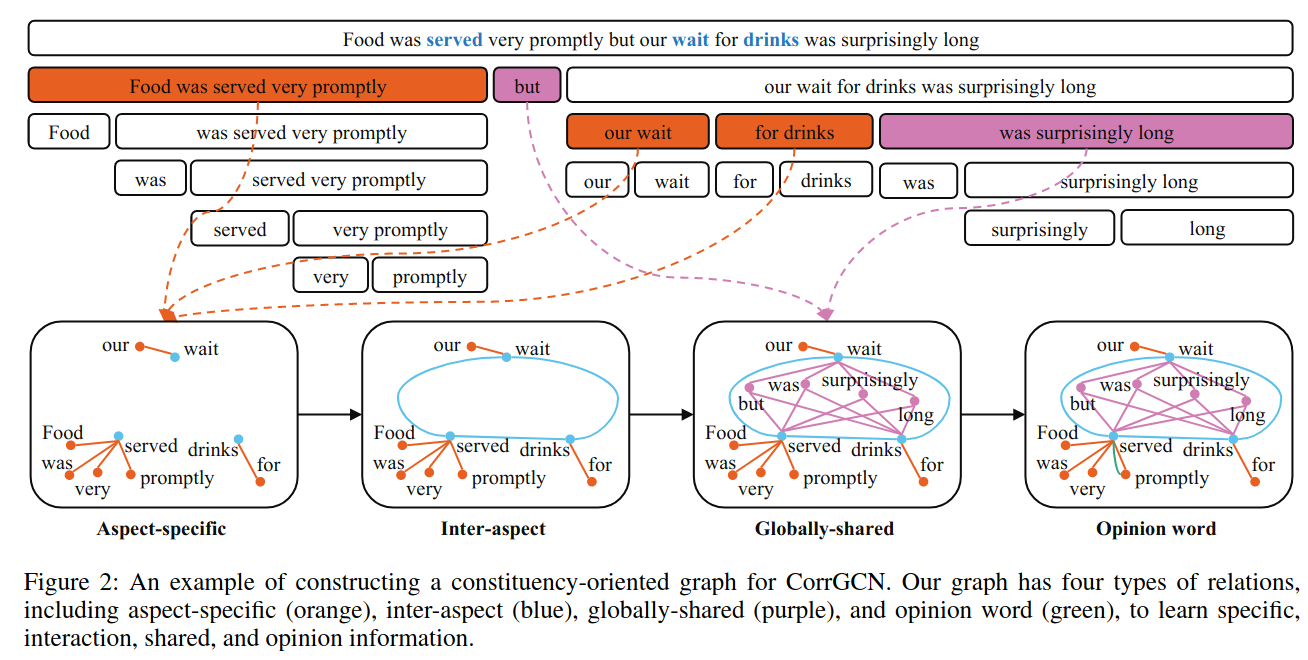 Food was served very promptly but our wait for drinks was surprisingly long
Food was served very promptly but our wait for drinks was surprisingly long
Food was served very promptly our wait for drinks was surprisingly long
was served very promptly our wait for drinks was surprisingly long
served very promptly surprisingly long
very promptly
our wait
Food
served
drinks
was
for
very
promptly
Aspect-specific
our wait
Food
served
drinks
was
for
very
promptly
Inter-aspect
our wait
was
surprisingly
but
long
Food
served
drinks
was
for
very
promptly
Globally-shared
our wait
was
surprisingly
but
long
Food
served
drinks
was
for
very
promptly
Opinion word
Figure 2: An example of constructing a constituency-oriented graph for CorrGCN. Our graph has four types of relations,
including aspect-specific (orange), inter-aspect (blue), globally-shared (purple), and opinion word (green), to learn specific,
interaction, shared, and opinion information.